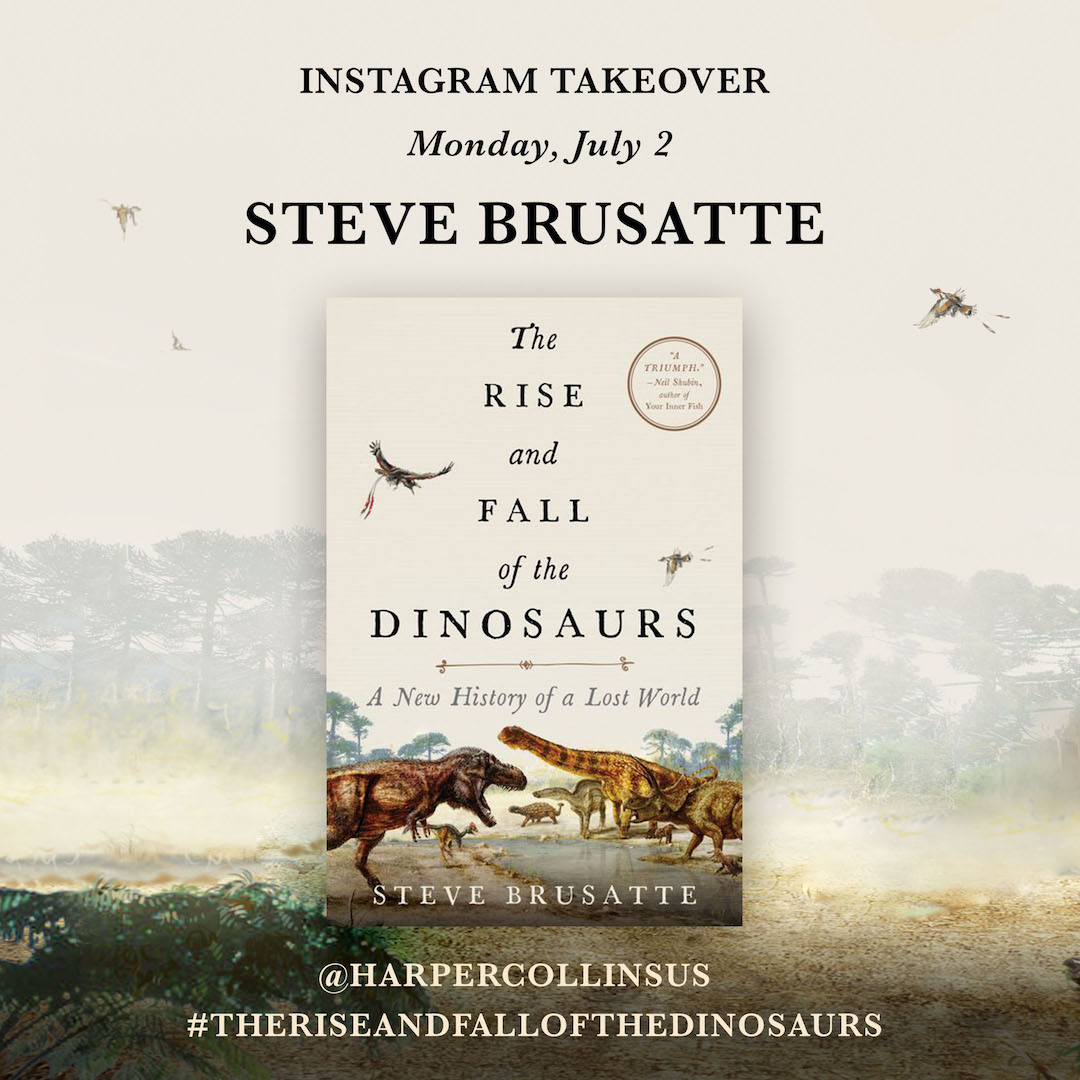 INSTAGRAM TAKEOVER
Monday, July 2
STEVE BRUSATTE
The
RISE
and
FALL
of the
DINOSAURS
A New History of a Lost World
"A
TRIUMPH."
—Neil Shubin,
author of
Your Inner Fish
STEVE BRUSATTE
@HARPERCOLLINSUS
#THERISEANDFALLOFTHEDINOSAURS